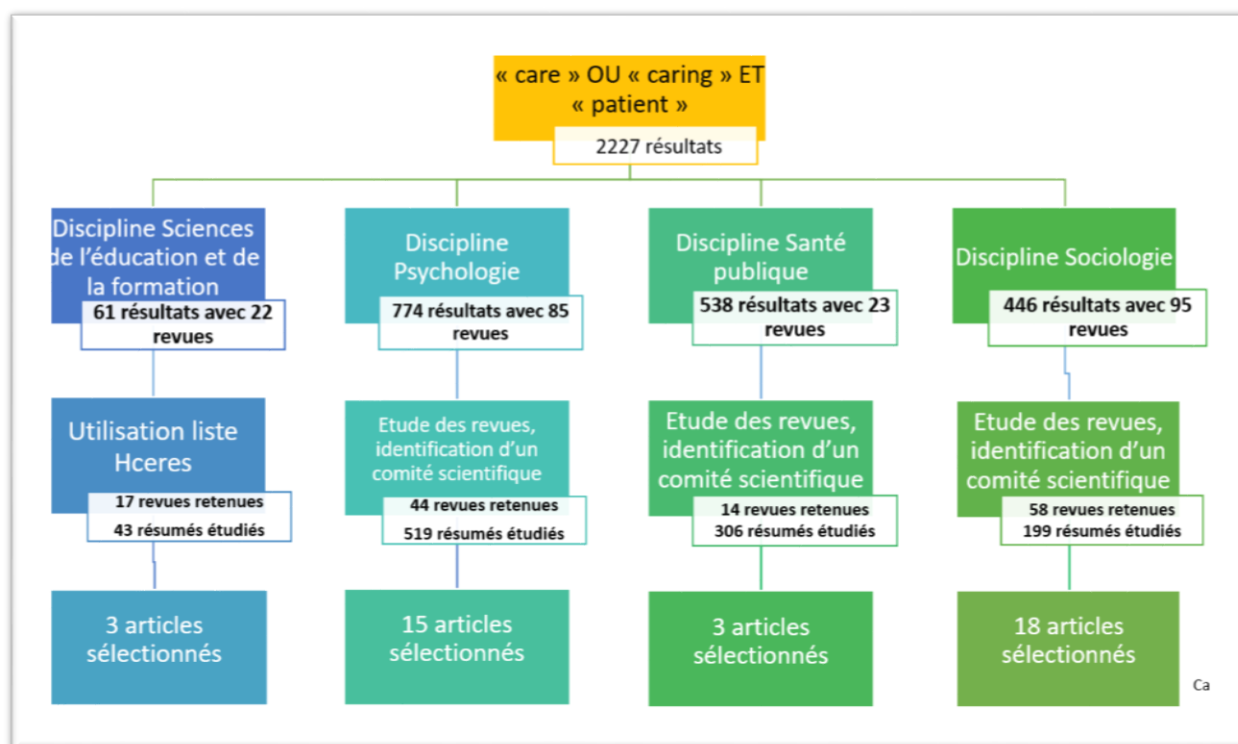 « care » OU « caring » ET
« patient »
2227 résultats
Discipline Sciences
de l'éducation et de
la formation
61 résultats avec 22
revues
Discipline
Psychologie
774 résultats avec 85
revues
Discipline Santé
publique
538 résultats avec 23
revues
Discipline Sociologie
446 résultats avec 95
revues
Utilisation liste
Hceres
17 revues retenues
43 résumés étudiés
Etude des revues,
identification d'un
comité scientifique
44 revues retenues
519 résumés étudiés
Etude des revues,
identification d'un
comité scientifique
14 revues retenues
306 résumés étudiés
Etude des revues,
identification d'un
comité scientifique
58 revues retenues
199 résumés étudiés
3 articles
sélectionnés
15 articles
sélectionnés
3 articles
sélectionnés
18 articles
sélectionnés
Ca